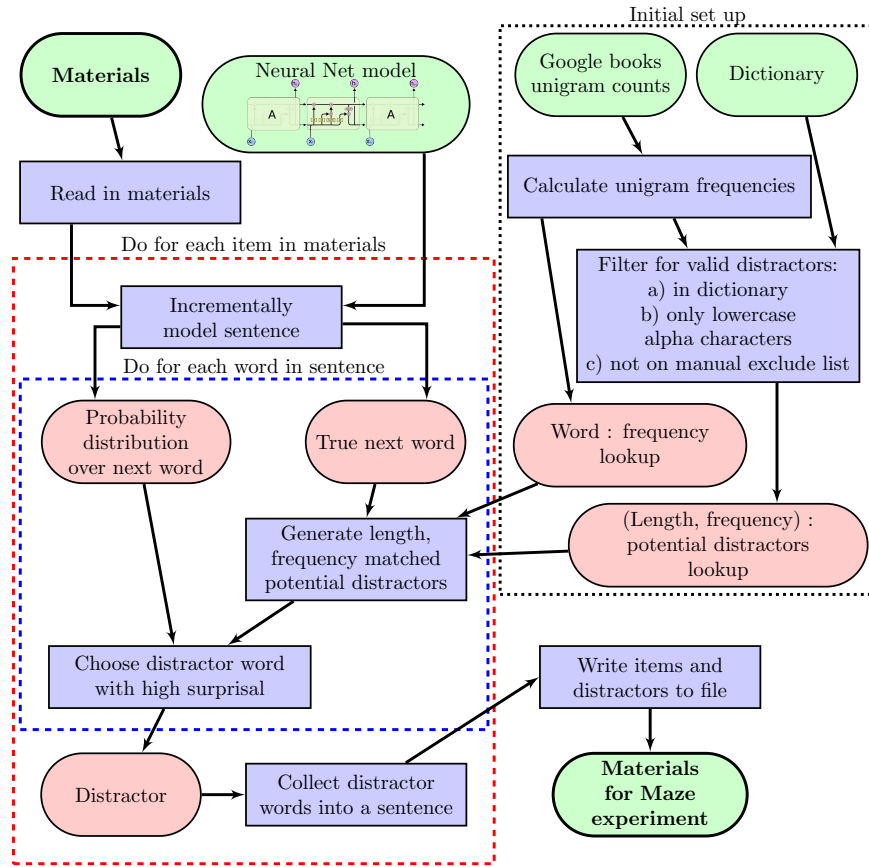 Initial set up
Materials
Neural Net model
A
A
Google books
unigram counts
Dictionary
Read in materials
Calculate unigram frequencies
Do for each item in materials
Filter for valid distractors:
a) in dictionary
b) only lowercase
alpha characters
c) not on manual exclude list
Incrementally
model sentence
Do for each word in sentence
Probability
distribution
over next word
True next word
Word : frequency
lookup
Generate length,
frequency matched
potential distractors
(Length, frequency) :
potential distractors
lookup
Choose distractor word
with high surprisal
Write items and
distractors to file
Distractor
Collect distractor
words into a sentence
Materials
for Maze
experiment